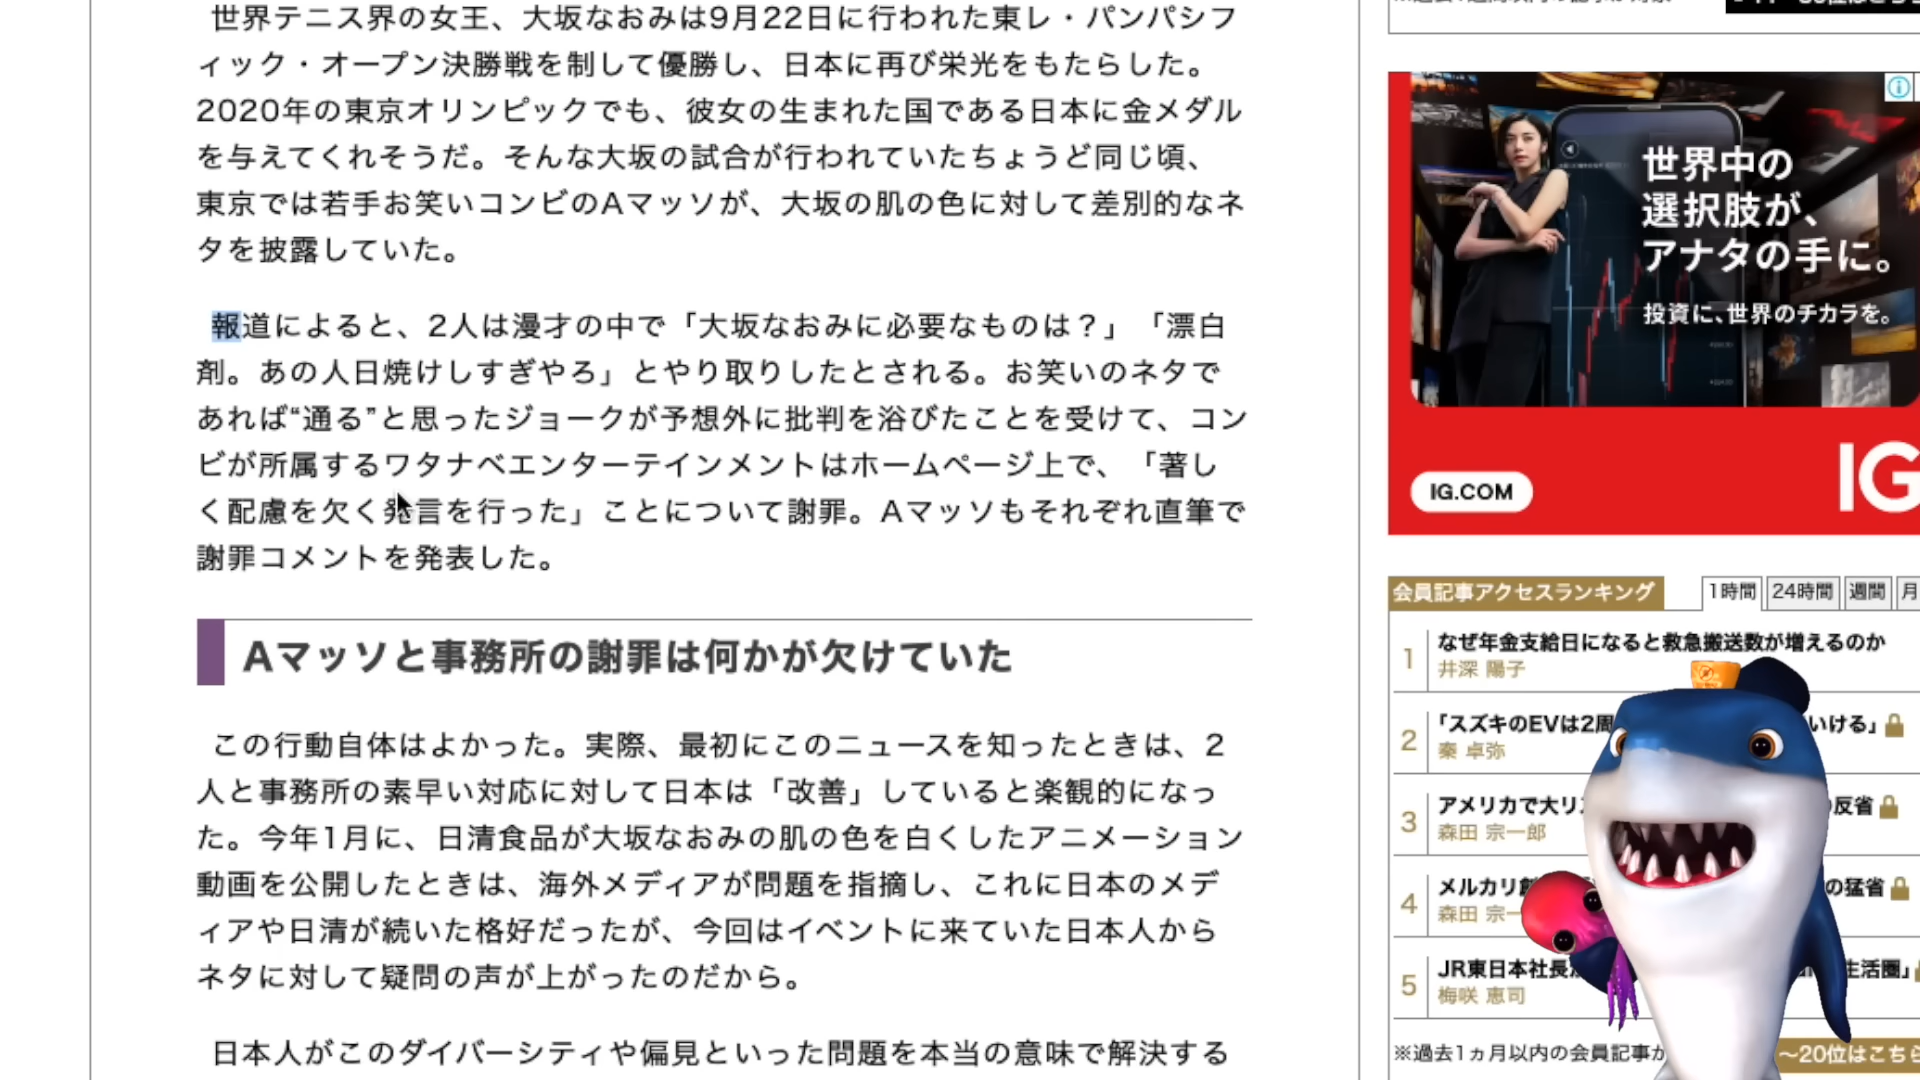 世界テニス界の女王、大坂なおみは9月22日に行われた東レ・パンパシフ
ィック・オープン決勝戦を制して優勝し、日本に再び栄光をもたらした。
2020年の東京オリンピックでも、彼女の生まれた国である日本に金メダル
を与えてくれそうだ。そんな大坂の試合が行われていたちょうど同じ頃、
東京では若手お笑いコンビのAマッソが、大坂の肌の色に対して差別的なネ
タを披露していた。
報道によると、2人は漫才の中で「大坂なおみに必要なものは？」「漂白
剤。あの人日焼けしすぎやろ」とやり取りしたとされる。お笑いのネタで
あれば“通る”と思ったジョークが予想外に批判を浴びたことを受けて、コン
ビが所属するワタナベエンターテインメントはホームページ上で、「著し
く配慮を欠く発言を行った」ことについて謝罪。Aマッソもそれぞれ直筆で
謝罪コメントを発表した。
Aマッソと事務所の謝罪は何かが欠けていた
この行動自体はよかった。実際、最初にこのニュースを知ったときは、2
人と事務所の素早い対応に対して日本は「改善」していると楽観的になっ
た。今年1月に、日清食品が大坂なおみの肌の色を白くしたアニメーション
動画を公開したときは、海外メディアが問題を指摘し、これに日本のメデ
ィアや日清が続いた格好だったが、今回はイベントに来ていた日本人から
ネタに対して疑問の声が上がったのだから。
日本人がこのダイバーシティや偏見といった問題を本当の意味で解決する
世界中の
選択肢が、
アナタの手に。
投資に、世界のチカラを。
IG.COM
IG
会員記事アクセスランキング
1時間 24時間 週間 月
1 なぜ年金支給日になると救急搬送数が増えるのか
井深 陽子
2 「スズキのEVは2周 いける」
秦 卓弥
3 アメリカで大リ 反省
森田 宗一郎
4 メルカリ の猛省
森田 宗一
5 JR東日本社長 生活圏」
梅咲 恵司
※過去1ヵ月以内の会員記事が
～20位はこちら